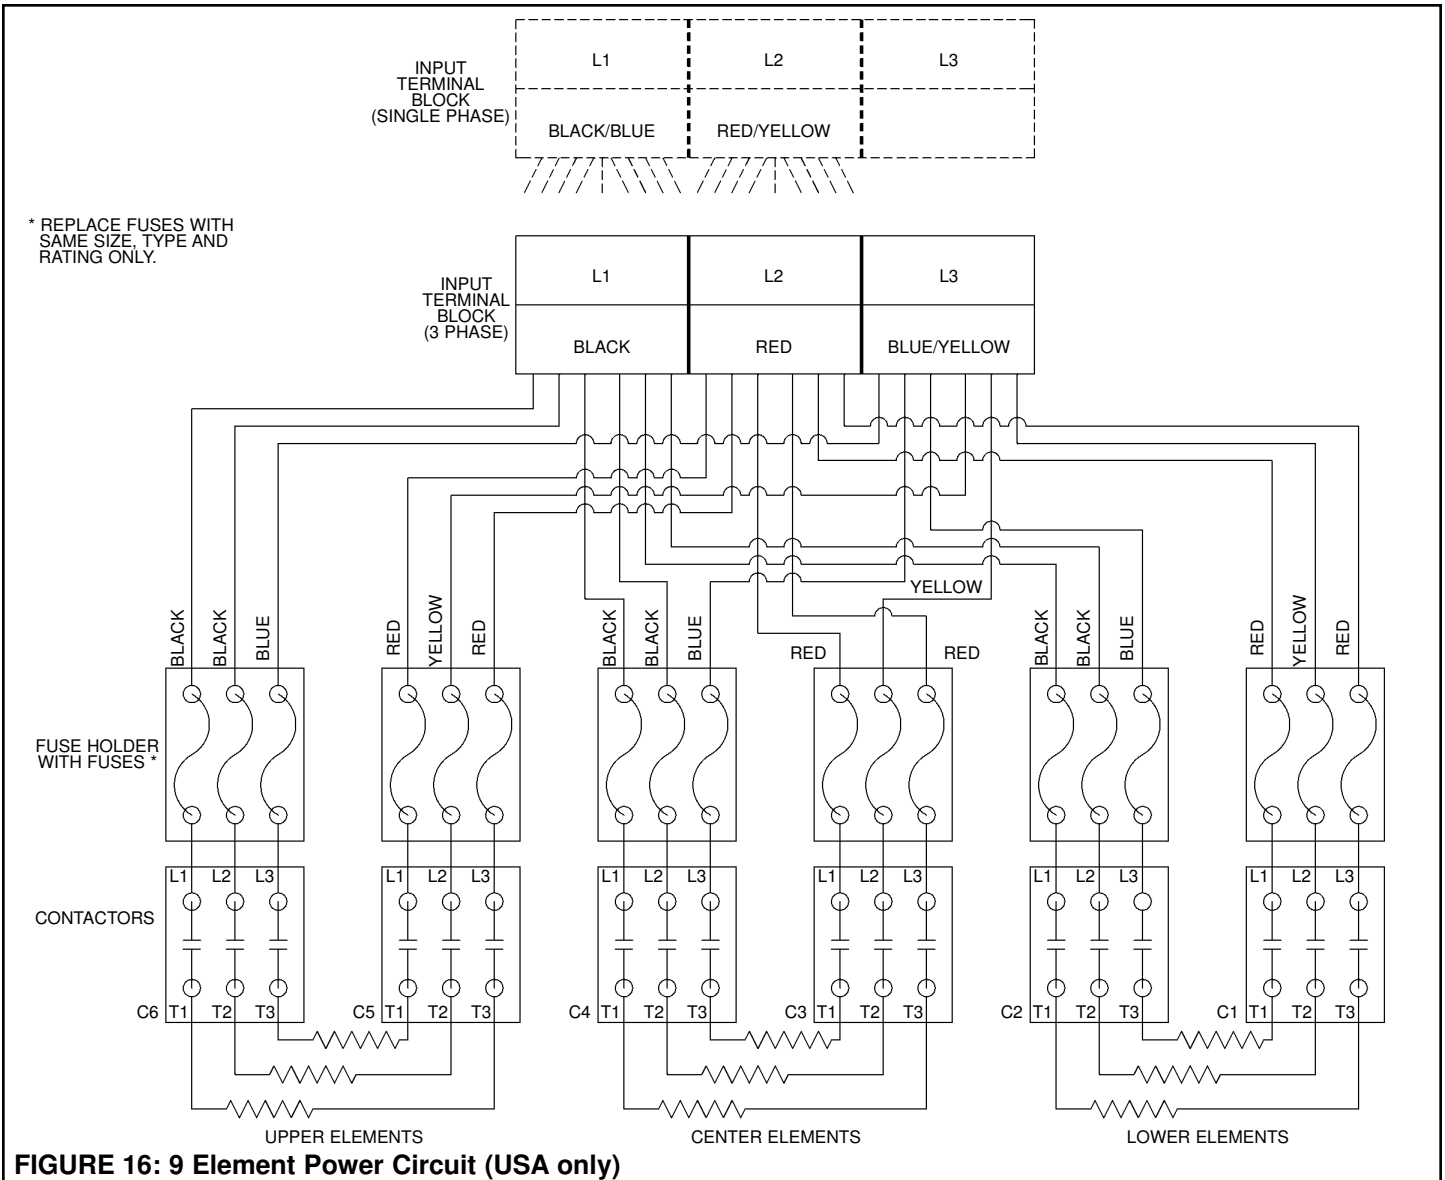 L1 L2 L3
INPUT
TERMINAL
BLOCK
(SINGLE PHASE)
BLACK/BLUE RED/YELLOW
* REPLACE FUSES WITH
SAME SIZE, TYPE AND
RATING ONLY.
L1 L2 L3
INPUT
TERMINAL
BLOCK
(3 PHASE)
BLACK RED BLUE/YELLOW
YELLOW
BLACK BLACK BLUE RED YELLOW RED BLACK BLACK BLUE RED RED BLACK BLACK BLUE RED YELLOW RED
FUSE HOLDER
WITH FUSES *
L1 L2 L3 L1 L2 L3 L1 L2 L3 L1 L2 L3 L1 L2 L3 L1 L2 L3
CONTACTORS
C6 T1 T2 T3 C5 T1 T2 T3 C4 T1 T2 T3 C3 T1 T2 T3 C2 T1 T2 T3 C1 T1 T2 T3
UPPER ELEMENTS CENTER ELEMENTS LOWER ELEMENTS
FIGURE 16: 9 Element Power Circuit (USA only)